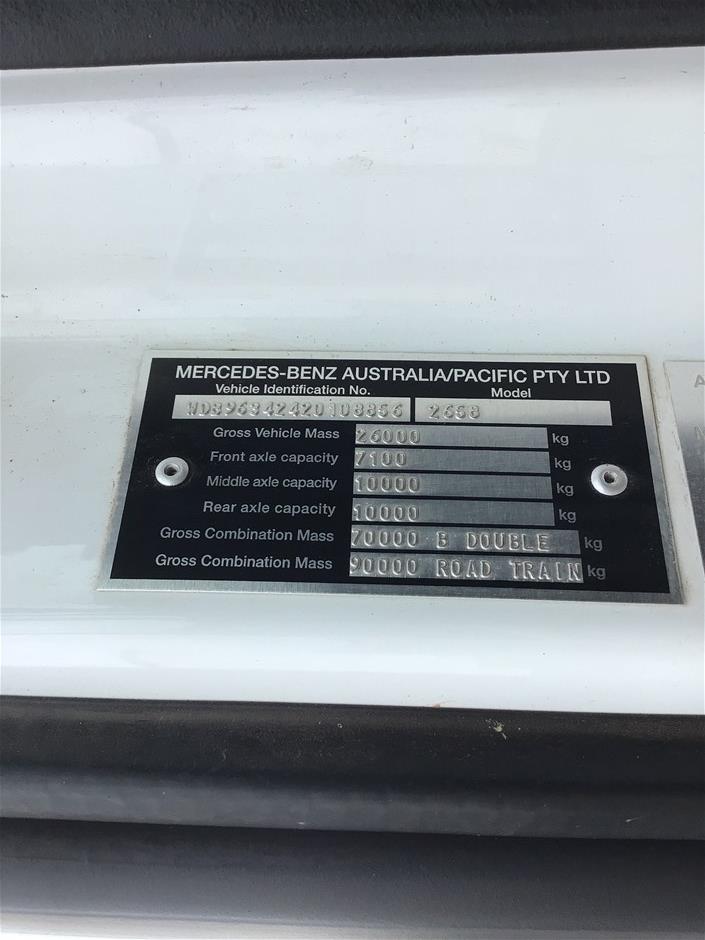 MERCEDES-BENZ AUSTRALIA/PACIFIC PTY LTD
Vehicle Identification No. Model
WDB96342420108856 2658
Gross Vehicle Mass 26000 kg
Front axle capacity 7100 kg
Middle axle capacity 10000 kg
Rear axle capacity 10000 kg
Gross Combination Mass 70000 B DOUBLE kg
Gross Combination Mass 90000 ROAD TRAIN kg